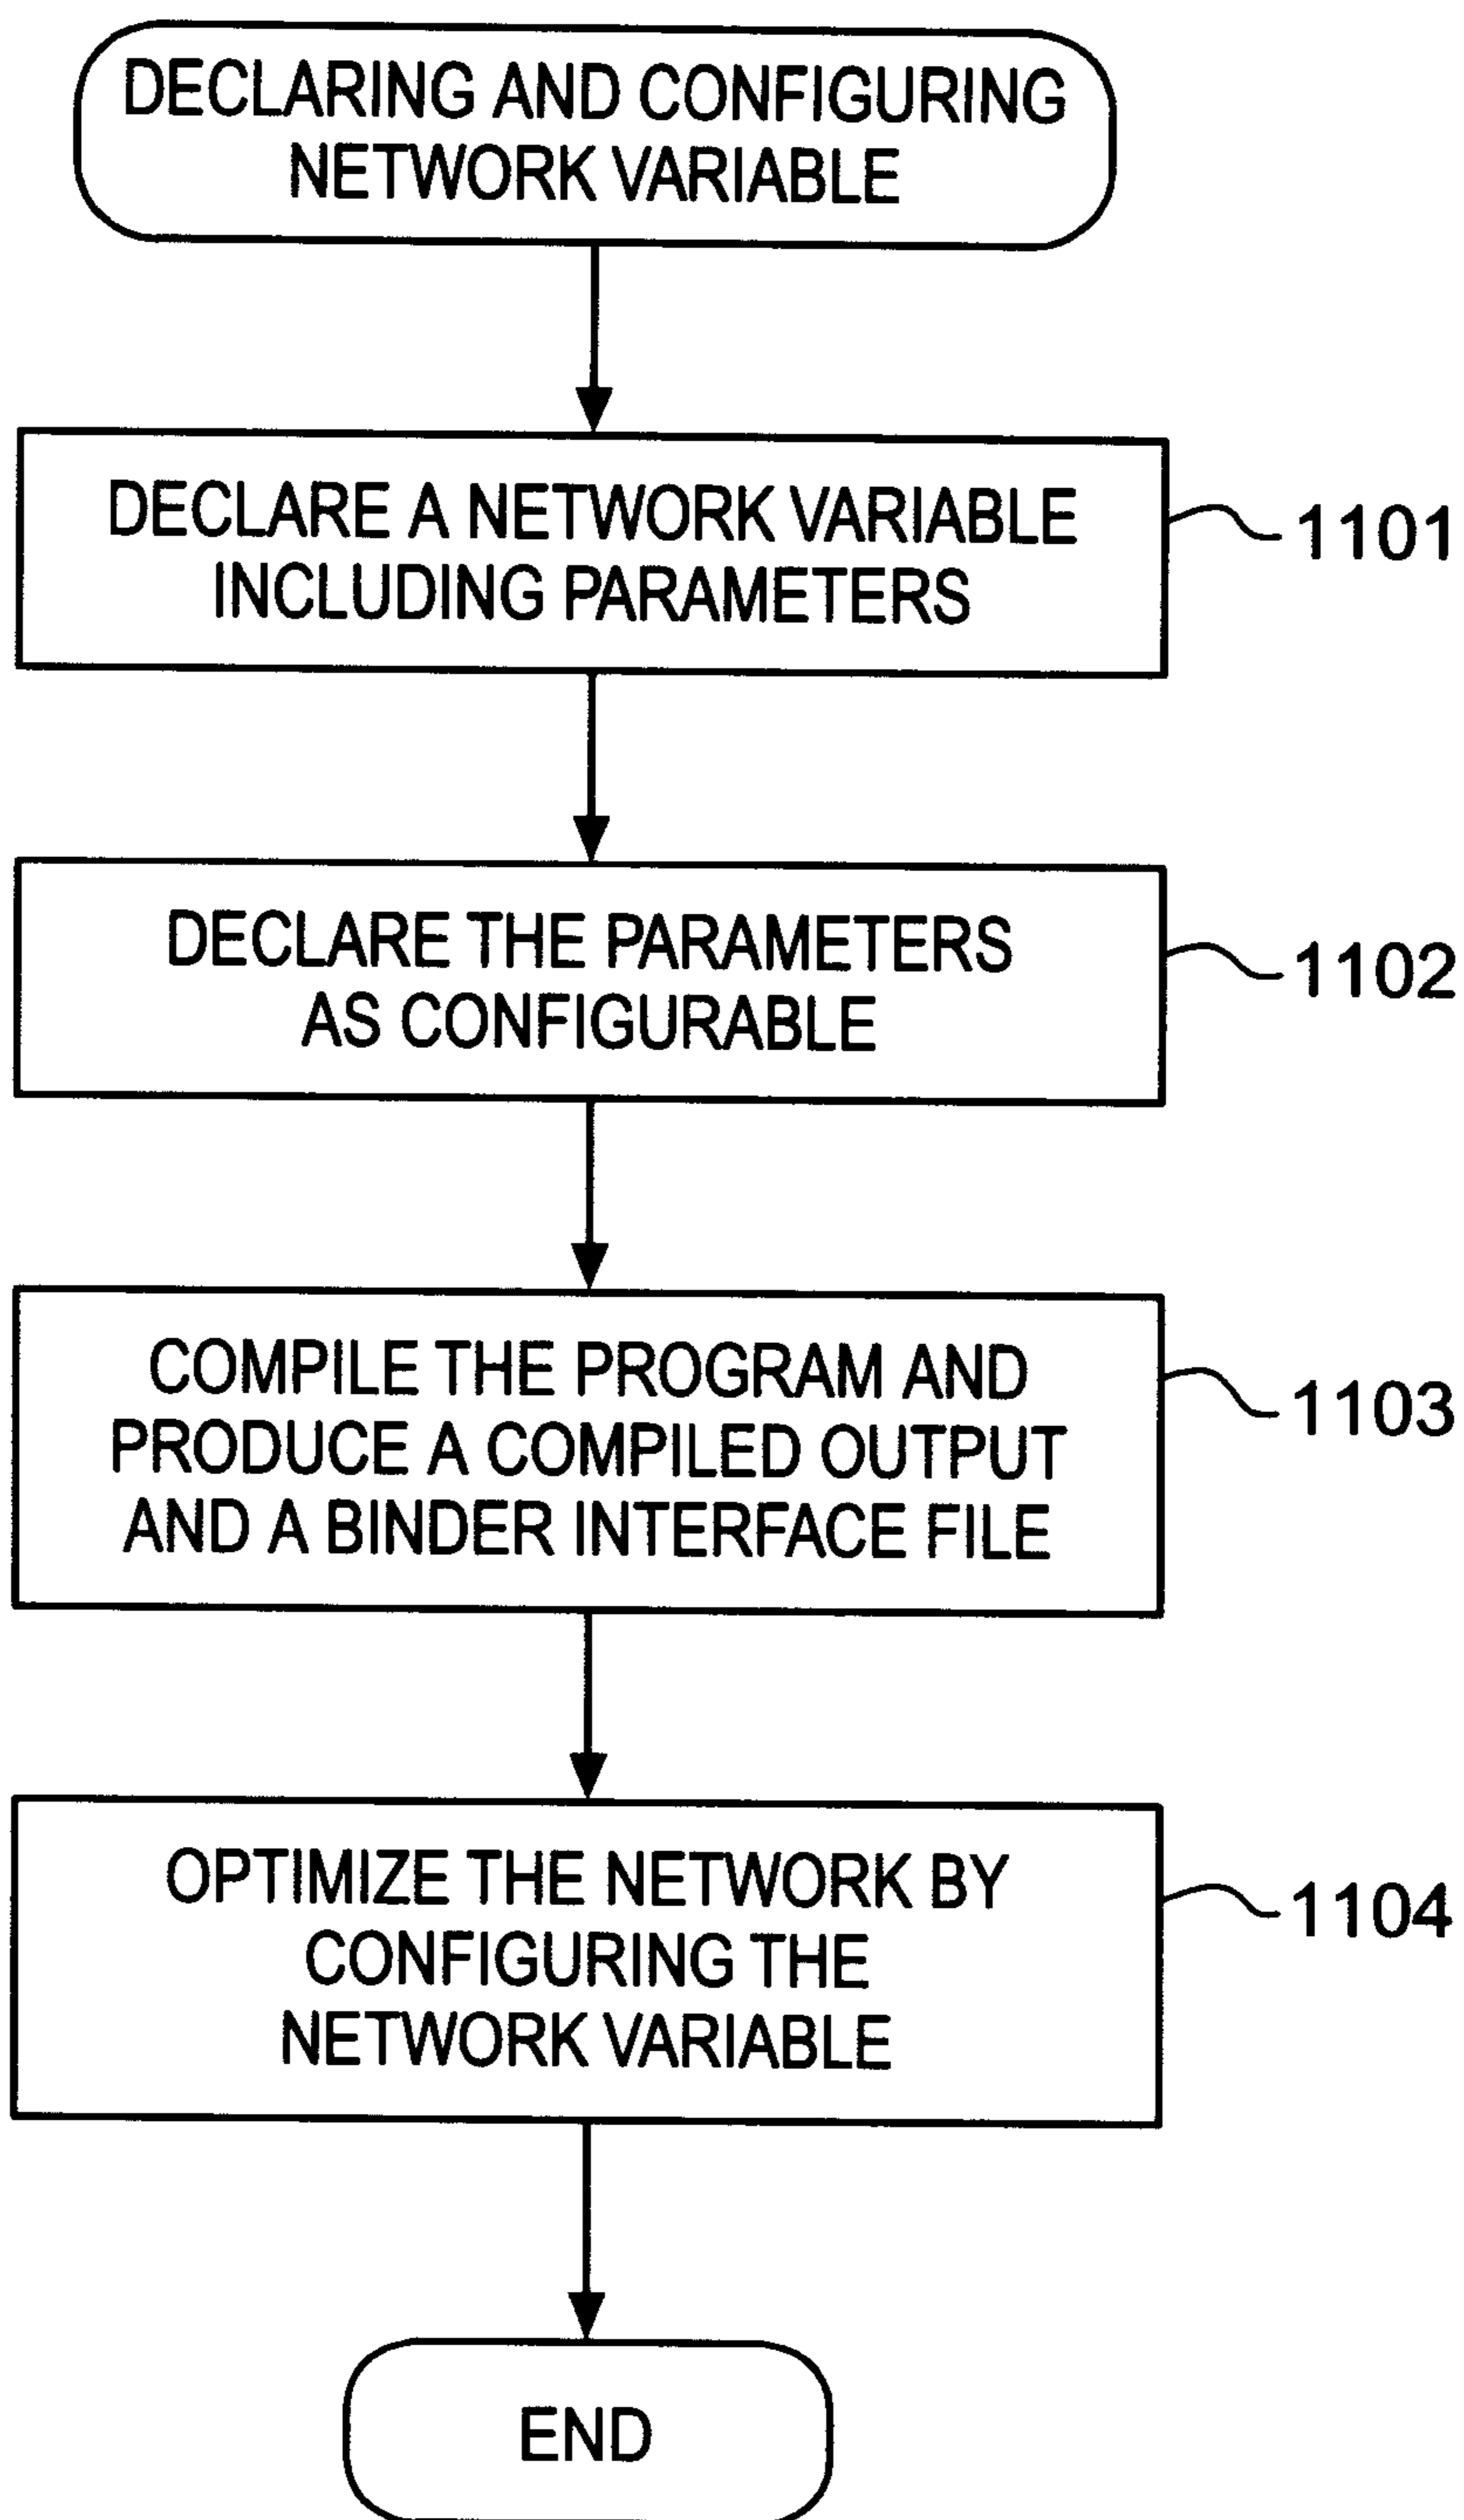 DECLARING AND CONFIGURING
NETWORK VARIABLE
DECLARE A NETWORK VARIABLE
INCLUDING PARAMETERS
1101
DECLARE THE PARAMETERS
AS CONFIGURABLE
1102
COMPILE THE PROGRAM AND
PRODUCE A COMPILED OUTPUT
AND A BINDER INTERFACE FILE
1103
OPTIMIZE THE NETWORK BY
CONFIGURING THE
NETWORK VARIABLE
1104
END